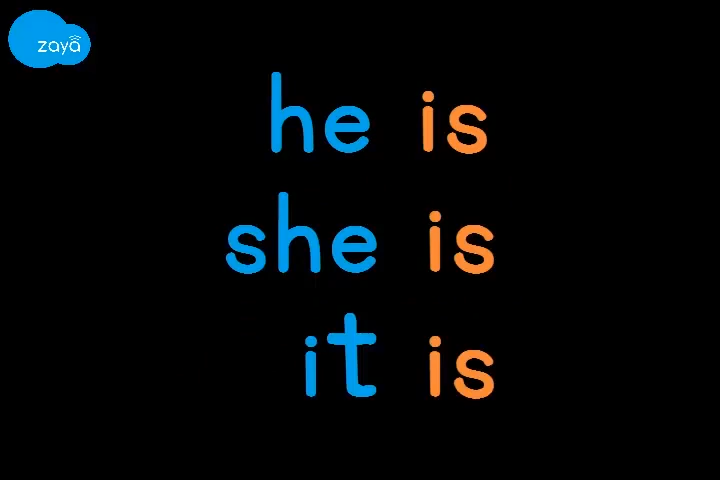 zaya
he is
she is
it is